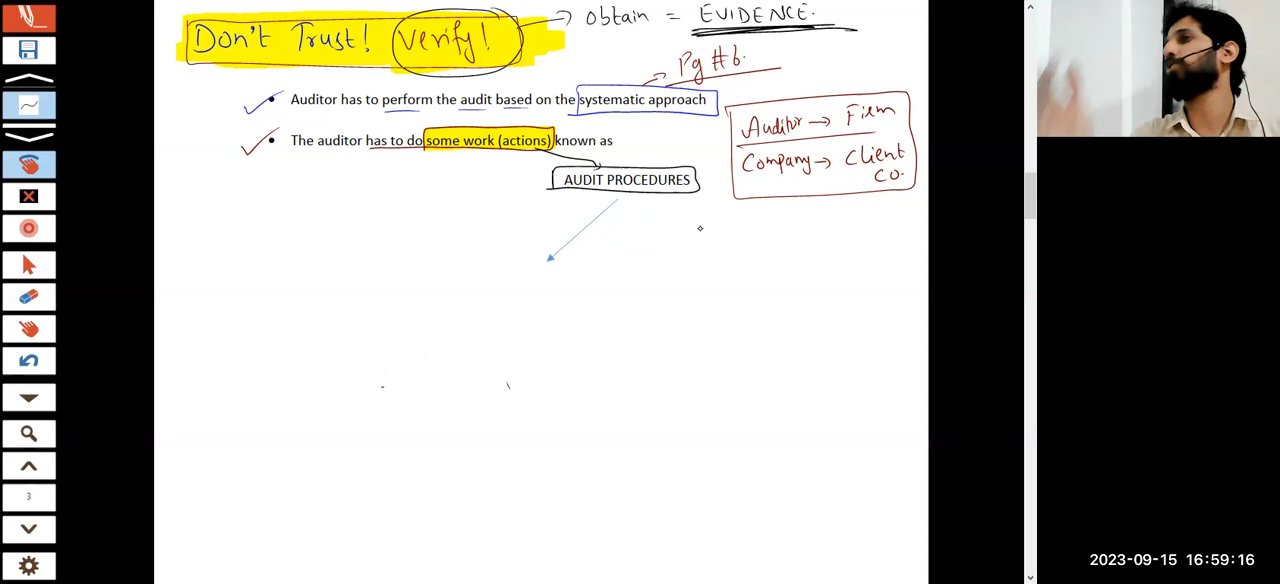 Don't Trust! Verify! → obtain = EVIDENCE.
Pg #6.
• Auditor has to perform the audit based on the systematic approach
• The auditor has to do some work (actions) known as
AUDIT PROCEDURES
Auditor → Firm
Company → Client
Co.
3
2023-09-15 16:59:16